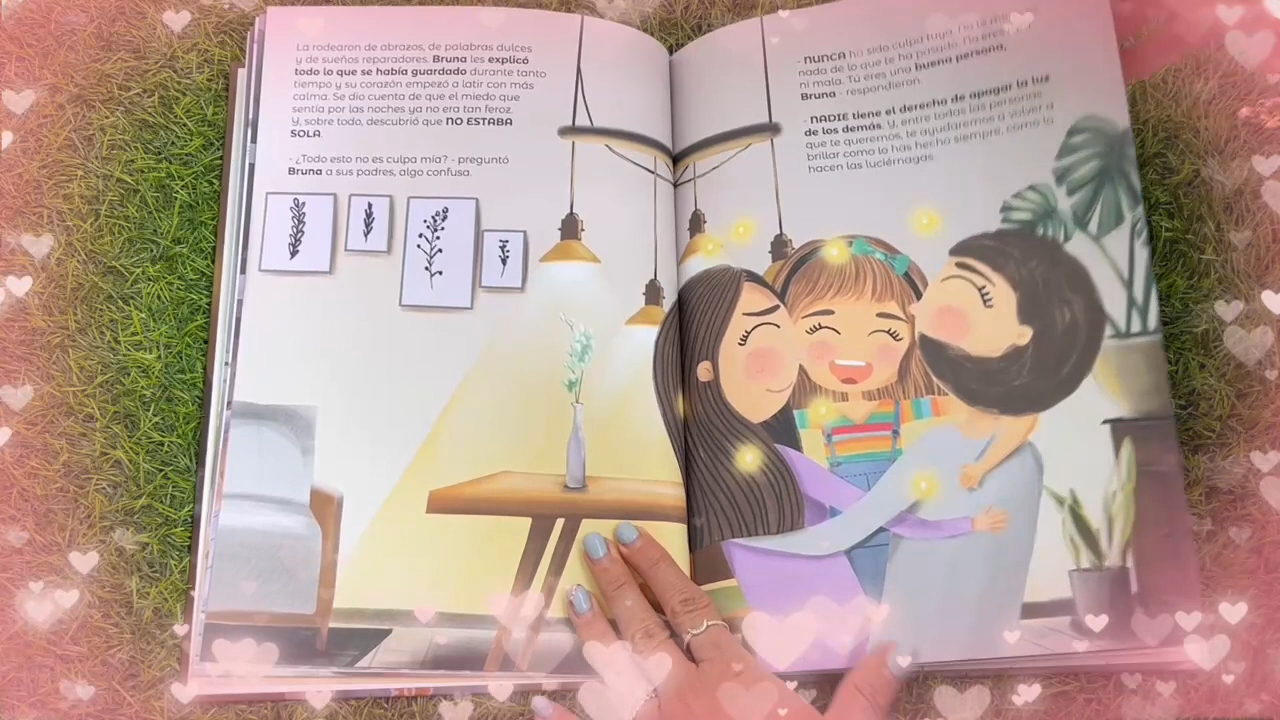 La rodearon de abrazos, de palabras dulces
y de sueños reparadores. Bruna les explicó
todo lo que se había guardado durante tanto
tiempo y su corazón empezó a latir con más
calma. Se dio cuenta de que el miedo que
sentía por las noches ya no era tan feroz.
Y, sobre todo, descubrió que NO ESTABA
SOLA.
- ¿Todo esto no es culpa mía? - preguntó
Bruna a sus padres, algo confusa.
- NUNCA ha sido culpa tuya. No te
nada de lo que te ha pasado. No eres
ni mala. Tú eres una buena persona,
Bruna - respondieron.
- NADIE tiene el derecho de apagar la luz
de los demás. Y, entre todas las personas
que te queremos, te ayudaremos a volver a
brillar como lo has hecho siempre, como lo
hacen las luciérnagas.